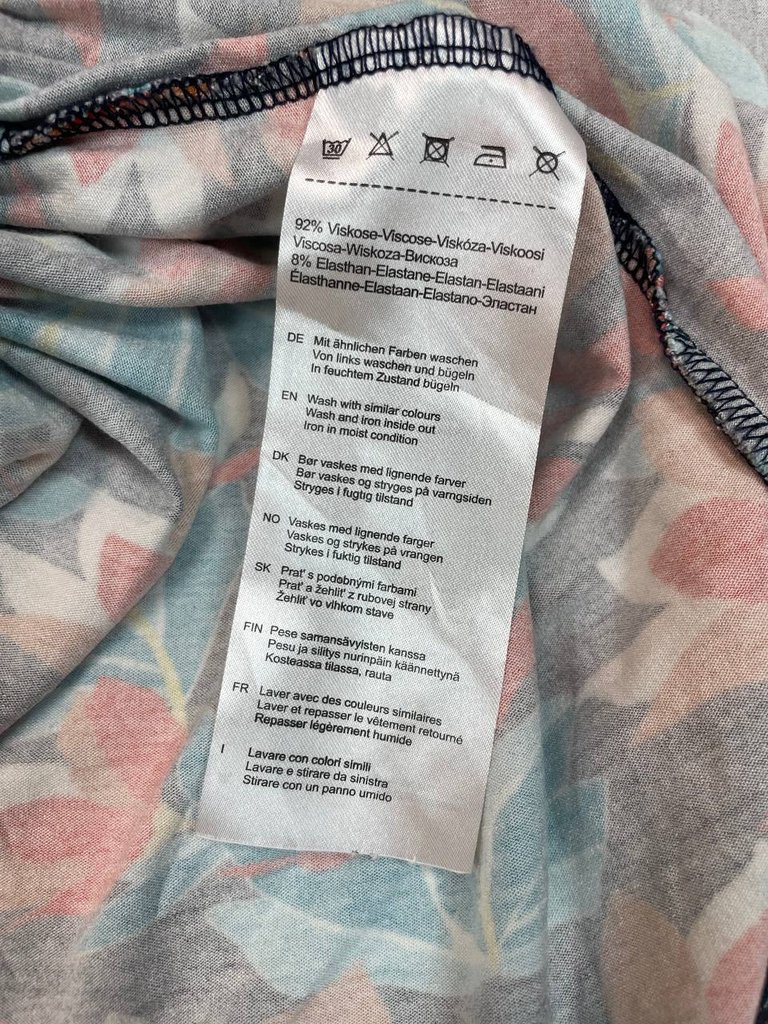 30
92% Viskose-Viscose-Viskóza-Viskoosi
Viscosa-Wiskoza-Вискоза
8% Elasthan-Elastane-Elastan-Elastaani
Élasthanne-Elastaan-Elastano-Эластан
DE Mit ähnlichen Farben waschen
Von links waschen und bügeln
In feuchtem Zustand bügeln
EN Wash with similar colours
Wash and iron inside out
Iron in moist condition
DK Bør vaskes med lignende farver
Bør vaskes og stryges på varngsiden
Stryges i fugtig tilstand
NO Vaskes med lignende farger
Vaskes og strykes på vrangen
Strykes i fuktig tilstand
SK Prat' s podobnými farbami
Prat' a žehlit' z rubovej strany
Žehlit' vo vlhkom stave
FIN Pese samansävyisten kanssa
Pesu ja silitys nurinpäin käännettynä
Kosteassa tilassa, rauta
FR Laver avec des couleurs similaires
Laver et repasser le vêtement retourné
Repasser légèrement humide
I Lavare con colori simili
Lavare e stirare da sinistra
Stirare con un panno umido